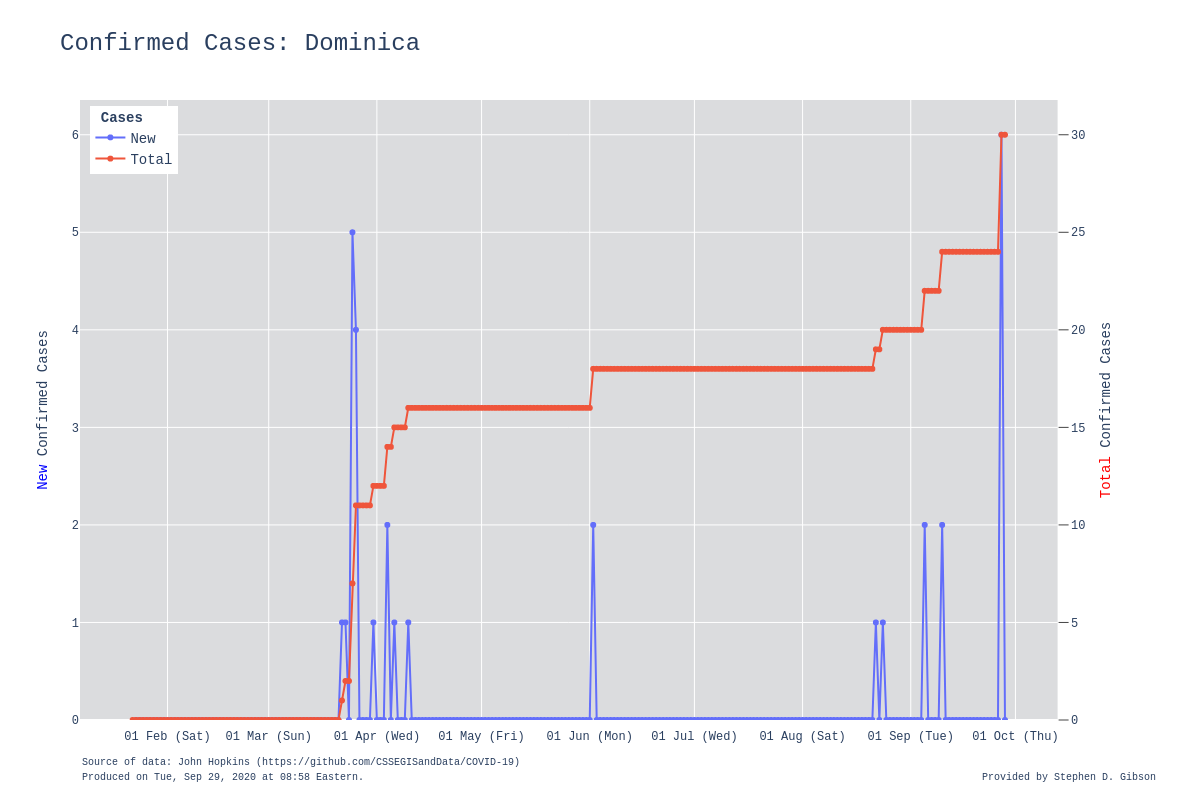 Confirmed Cases: Dominica
Cases
New
Total
6
5
4
3
2
1
0
30
25
20
15
10
5
0
New Confirmed Cases
Total Confirmed Cases
01 Feb (Sat) 01 Mar (Sun) 01 Apr (Wed) 01 May (Fri) 01 Jun (Mon) 01 Jul (Wed) 01 Aug (Sat) 01 Sep (Tue) 01 Oct (Thu)
Source of data: John Hopkins (https://github.com/CSSEGISandData/COVID-19)
Produced on Tue, Sep 29, 2020 at 08:58 Eastern.
Provided by Stephen D. Gibson